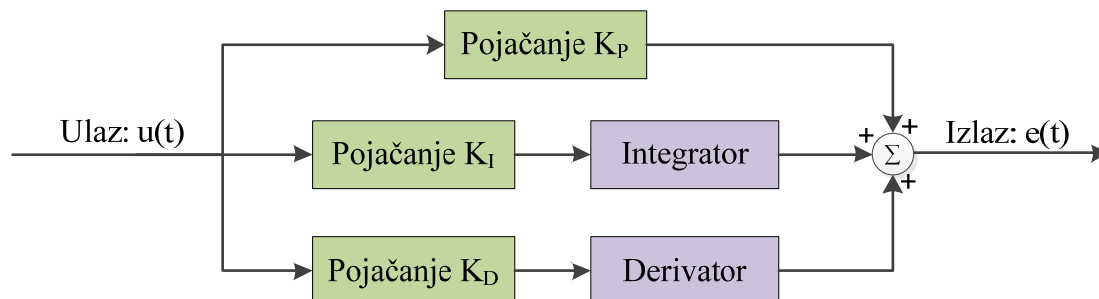 Pojačanje K_P
Ulaz: u(t)
Pojačanje K_I
Integrator
+
+
Σ
+
Izlaz: e(t)
Pojačanje K_D
Derivator